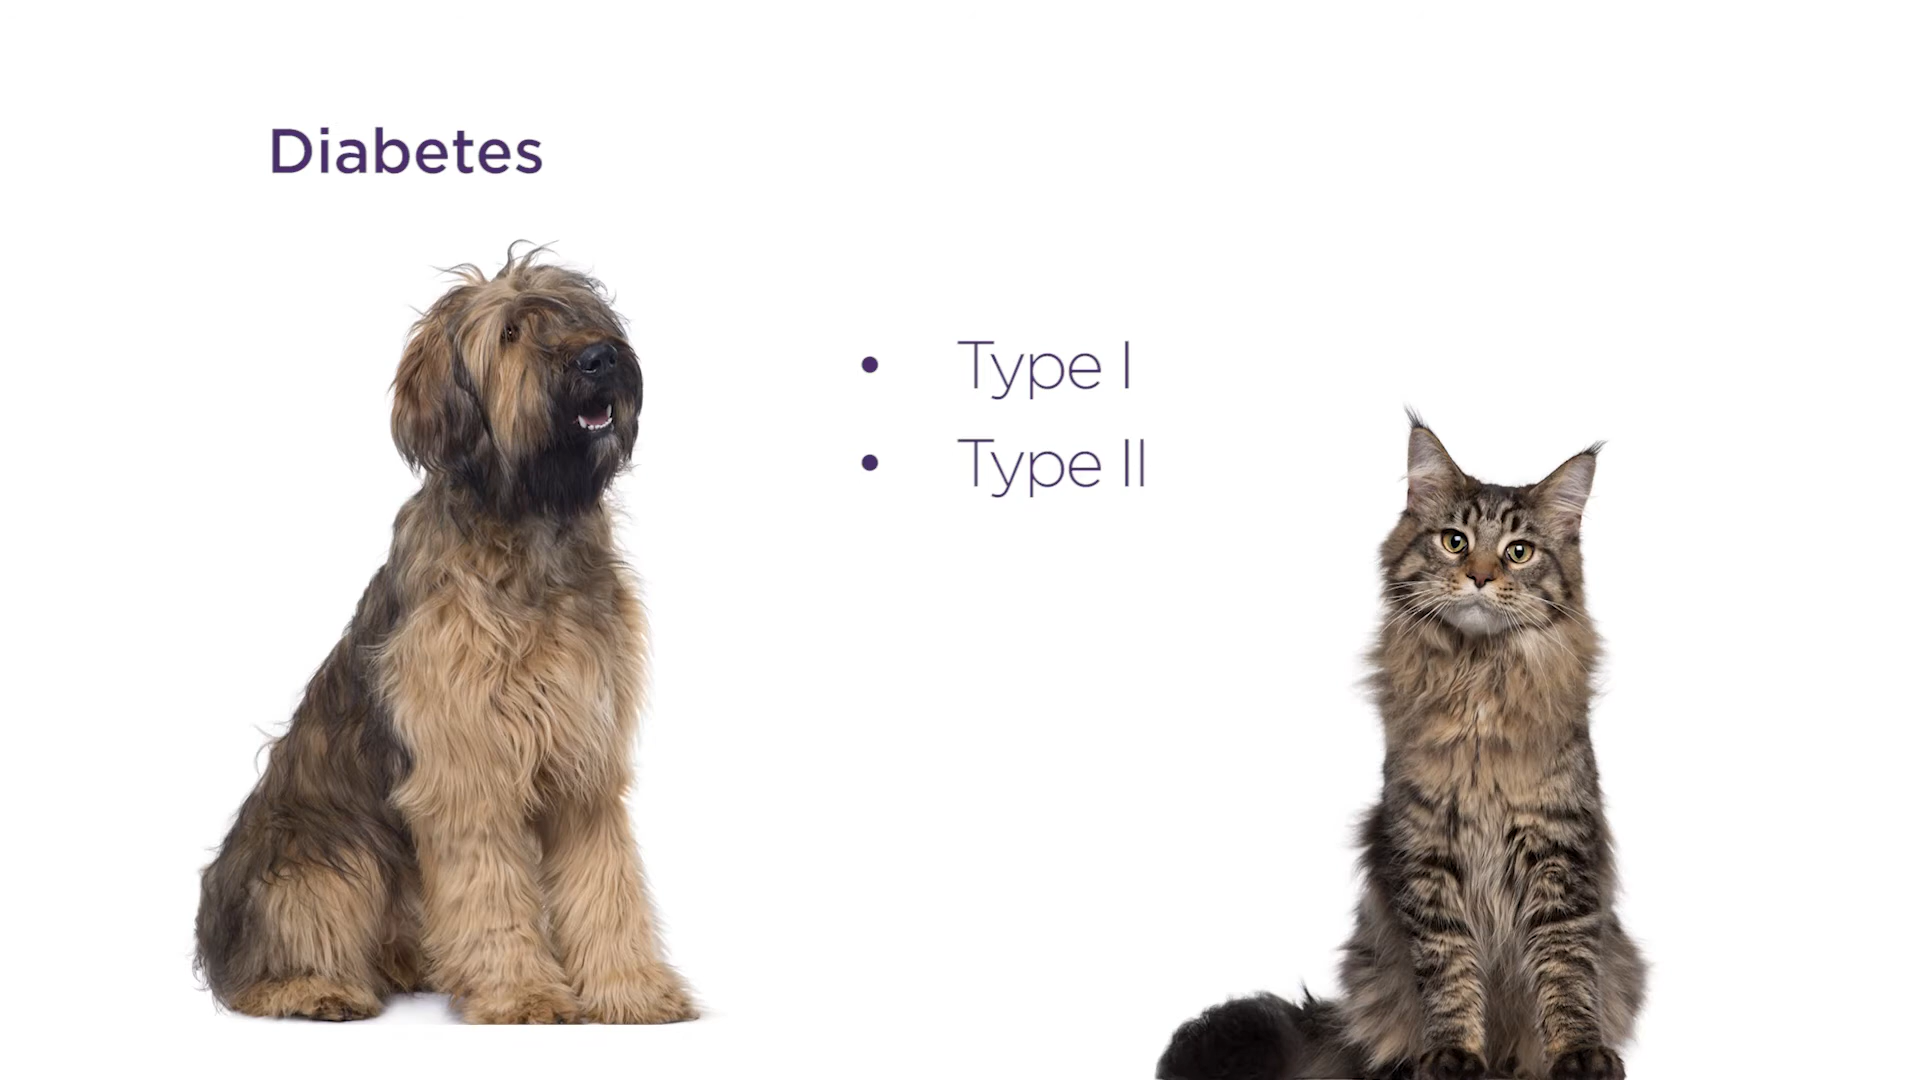 Diabetes
• Type I
• Type II